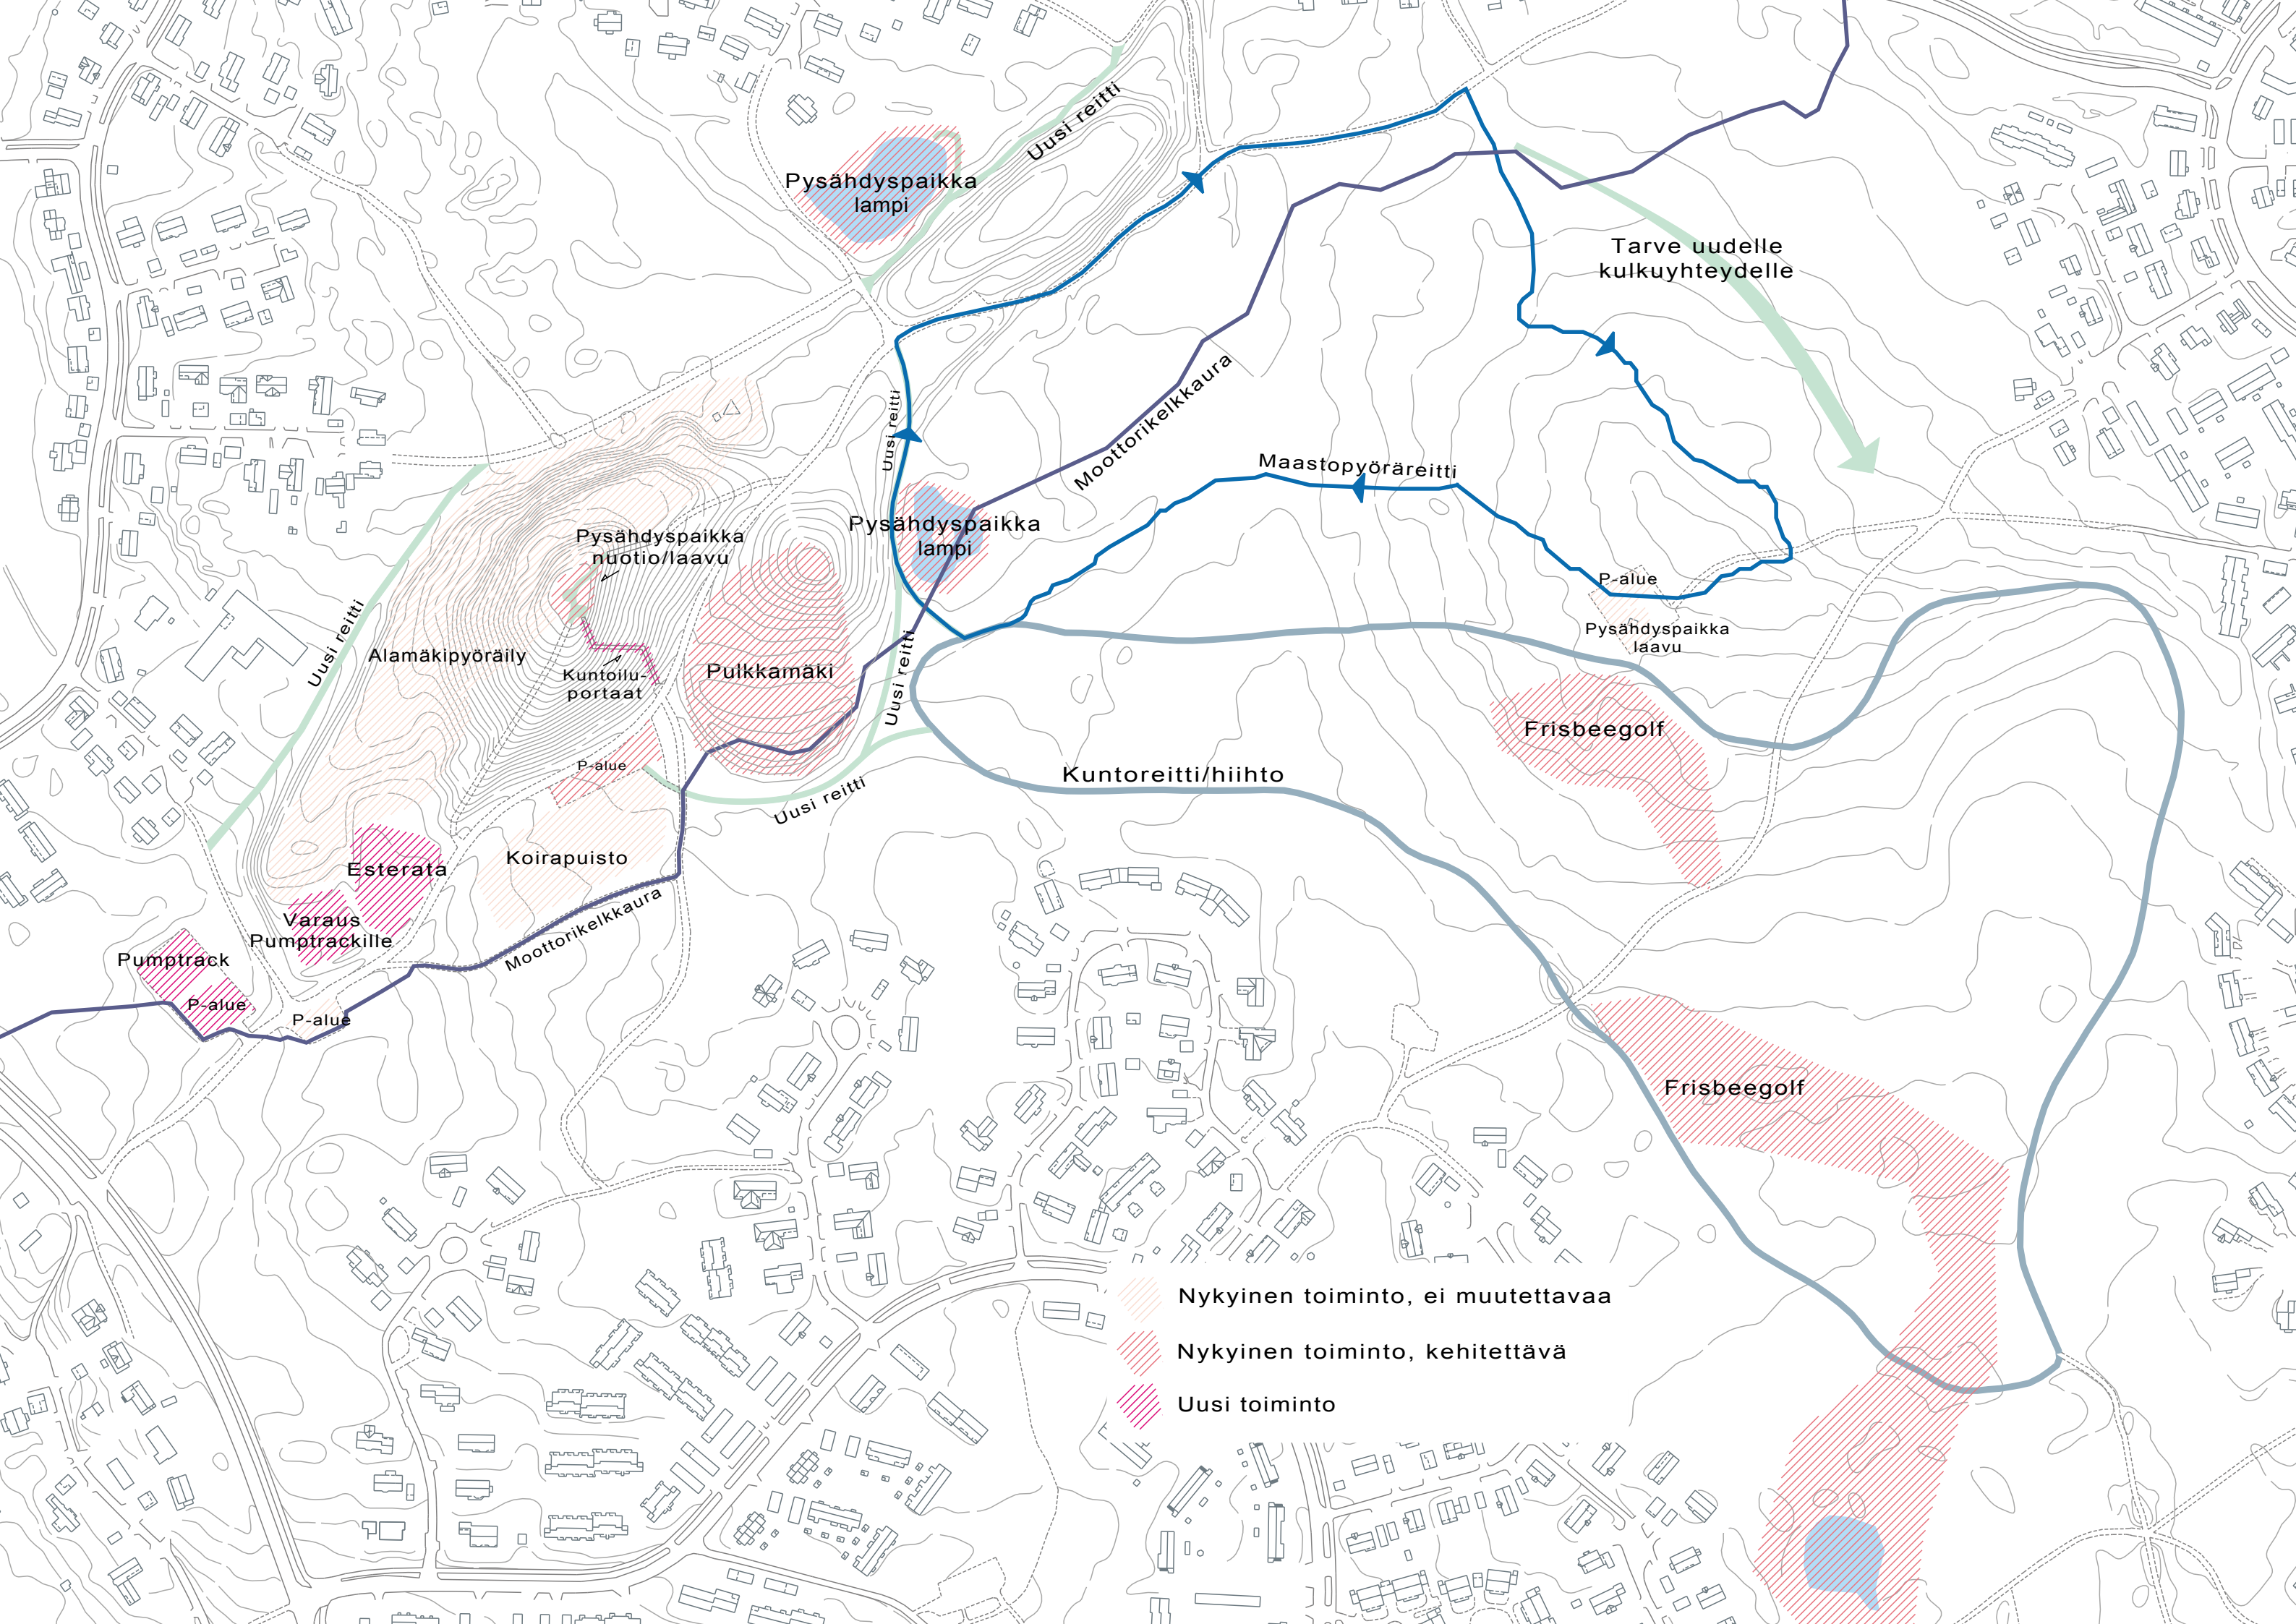 Uusi reitti
Pysähdyspaikka
lampi
Tarve uudelle
kulkuyhteydelle
Moottorikelkkaura
Uusi reitti
Maastopyöräreitti
Pysähdyspaikka
lampi
Pysähdyspaikka
nuotio/laavu
P-alue
Pysähdyspaikka
laavu
Uusi reitti
Alamäkipyöräily
Kuntoilu-
portaat
Pulkkamäki
Uusi reitti
Frisbeegolf
P-alue
Kuntoreitti/hiihto
Uusi reitti
Koirapuisto
Esterata
Varaus
Pumptrackille
Moottorikelkkaura
Pumptrack
P-alue
P-alue
Frisbeegolf
Nykyinen toiminto, ei muutettavaa
Nykyinen toiminto, kehitettävä
Uusi toiminto